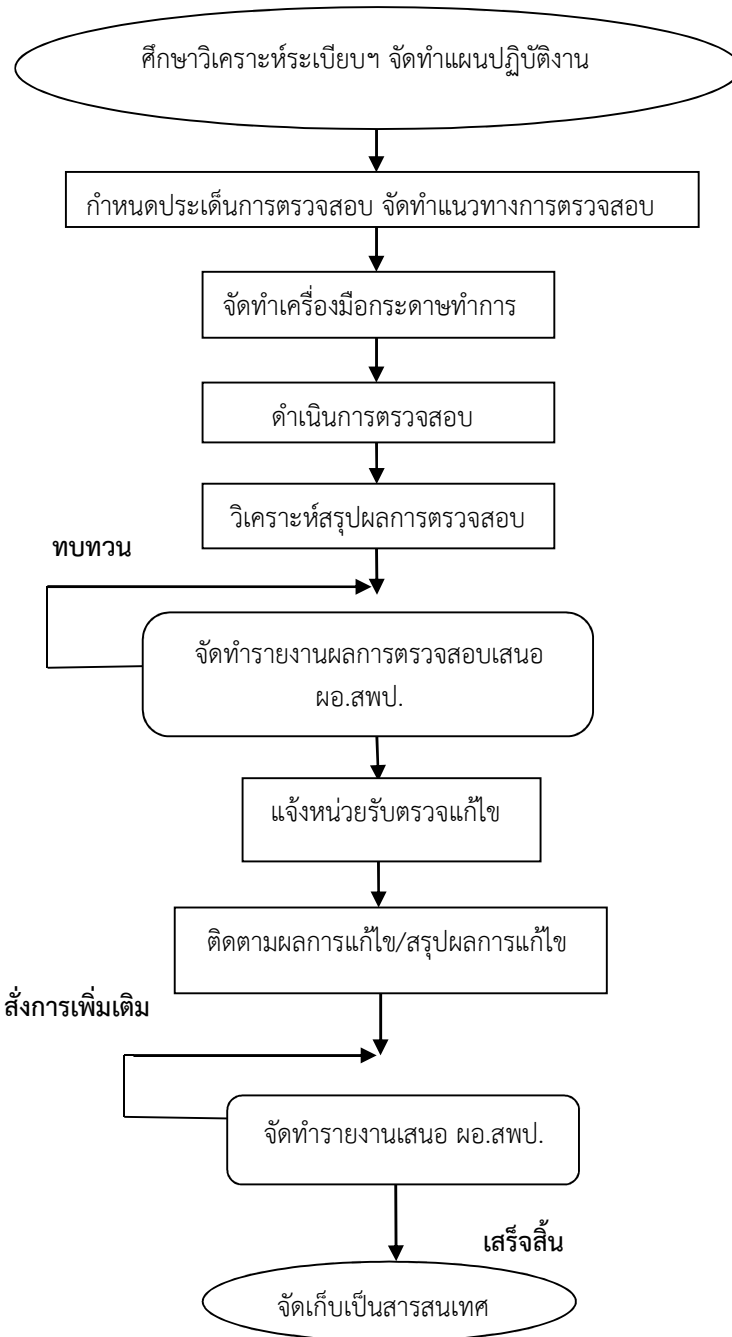 ศึกษาวิเคราะห์ระเบียบฯ จัดทำแผนปฏิบัติงาน
กำหนดประเด็นการตรวจสอบ จัดทำแนวทางการตรวจสอบ
จัดทำเครื่องมือกระดาษทำการ
ดำเนินการตรวจสอบ
วิเคราะห์สรุปผลการตรวจสอบ
ทบทวน
จัดทำรายงานผลการตรวจสอบเสนอ
ผอ.สพป.
แจ้งหน่วยรับตรวจแก้ไข
ติดตามผลการแก้ไข/สรุปผลการแก้ไข
สั่งการเพิ่มเติม
จัดทำรายงานเสนอ ผอ.สพป.
เสร็จสิ้น
จัดเก็บเป็นสารสนเทศ